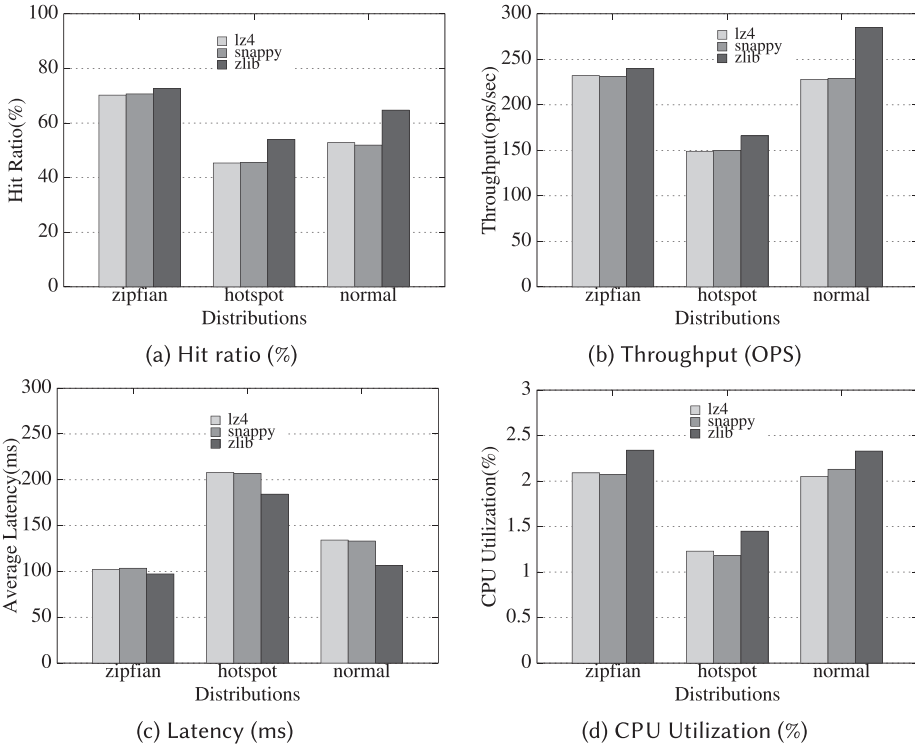 100
80
60
40
20
0
Hit Ratio(%)
lz4
snappy
zlib
zipfian hotspot normal
Distributions
(a) Hit ratio (%)
300
250
200
150
100
50
0
Throughput(ops/sec)
lz4
snappy
zlib
zipfian hotspot normal
Distributions
(b) Throughput (OPS)
300
250
200
150
100
50
0
Average Latency(ms)
lz4
snappy
zlib
zipfian hotspot normal
Distributions
(c) Latency (ms)
3
2.5
2
1.5
1
0.5
0
CPU Utilization(%)
lz4
snappy
zlib
zipfian hotspot normal
Distributions
(d) CPU Utilization (%)